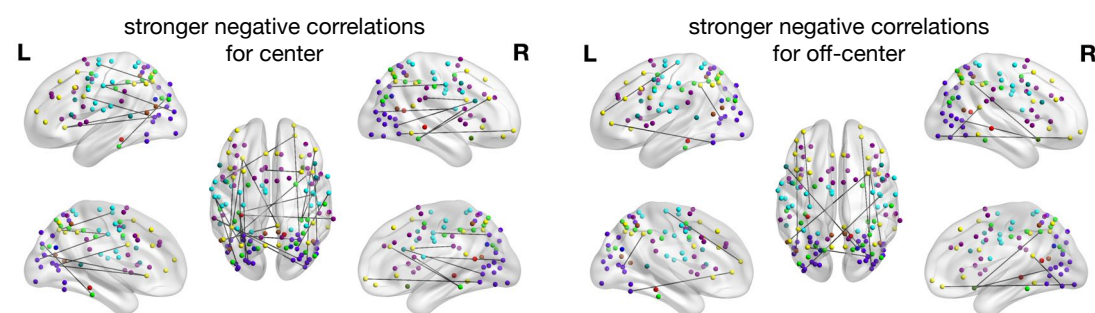 stronger negative correlations
for center
L
R
stronger negative correlations
for off-center
L
R